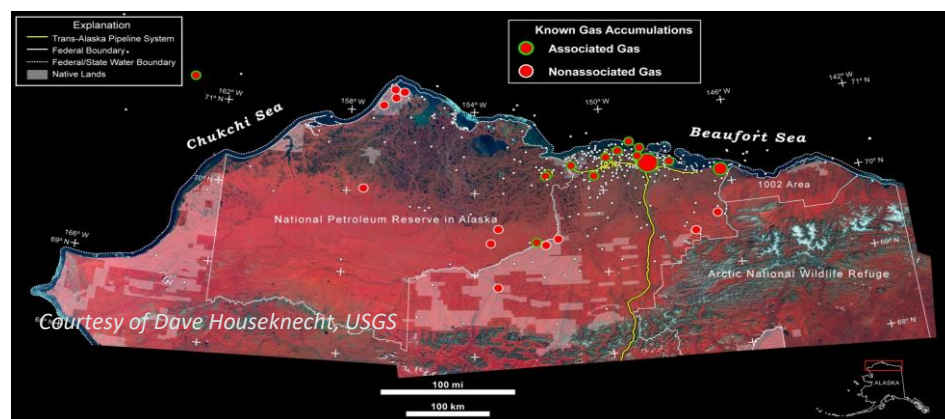 Explanation
Trans-Alaska Pipeline System
Federal Boundary
Federal/State Water Boundary
Native Lands
Known Gas Accumulations
Associated Gas
Nonassociated Gas
162 W
71 N
158 W
154 W
150 W
146 W
142° W
71° N
Chukchi Sea
Beaufort Sea
70° N
70° N
1002 Area
National Petroleum Reserve in Alaska
166° W
69° N
69° N
Arctic National Wildlife Refuge
Courtesy of Dave Houseknecht, USGS
68° N
100 mi
100 km
ALASKA